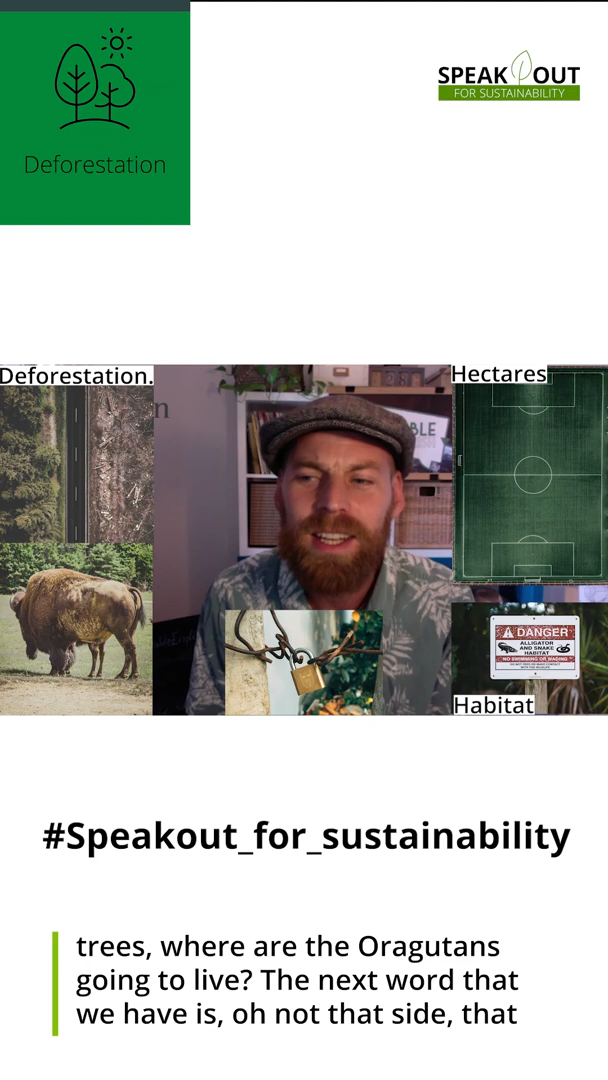 SPEAK OUT
FOR SUSTAINABILITY
Deforestation
Deforestation.
Hectares
n
BLE
DANGER
ALLIGATOR
AND SNAKE
HABITAT
NO SWIMMING OR WADING
Habitat
#Speakout_for_sustainability
trees, where are the Oragutans
going to live? The next word that
we have is, oh not that side, that